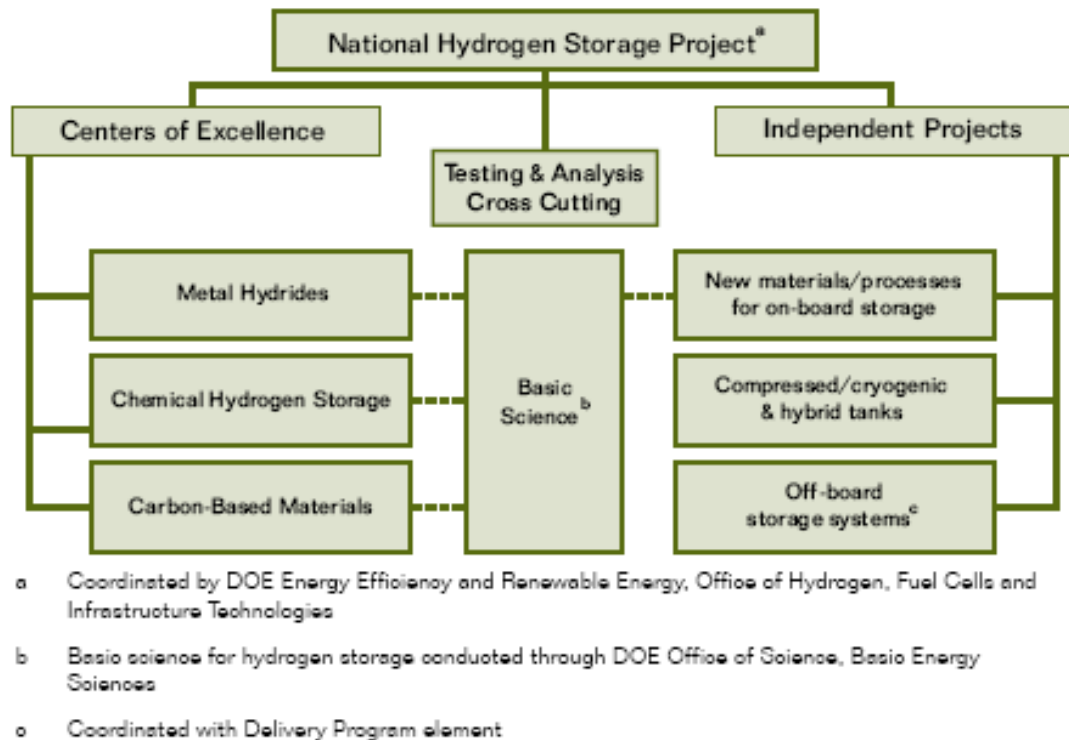 National Hydrogen Storage Project a
Centers of Excellence
Independent Projects
Testing & Analysis
Cross Cutting
Metal Hydrides
Chemical Hydrogen Storage
Carbon-Based Materials
Basic
Science b
New materials/processes
for on-board storage
Compressed/cryogenic
& hybrid tanks
Off-board
storage systems c
a Coordinated by DOE Energy Efficiency and Renewable Energy, Office of Hydrogen, Fuel Cells and
Infrastructure Technologies
b Basic science for hydrogen storage conducted through DOE Office of Science, Basic Energy
Sciences
c Coordinated with Delivery Program element